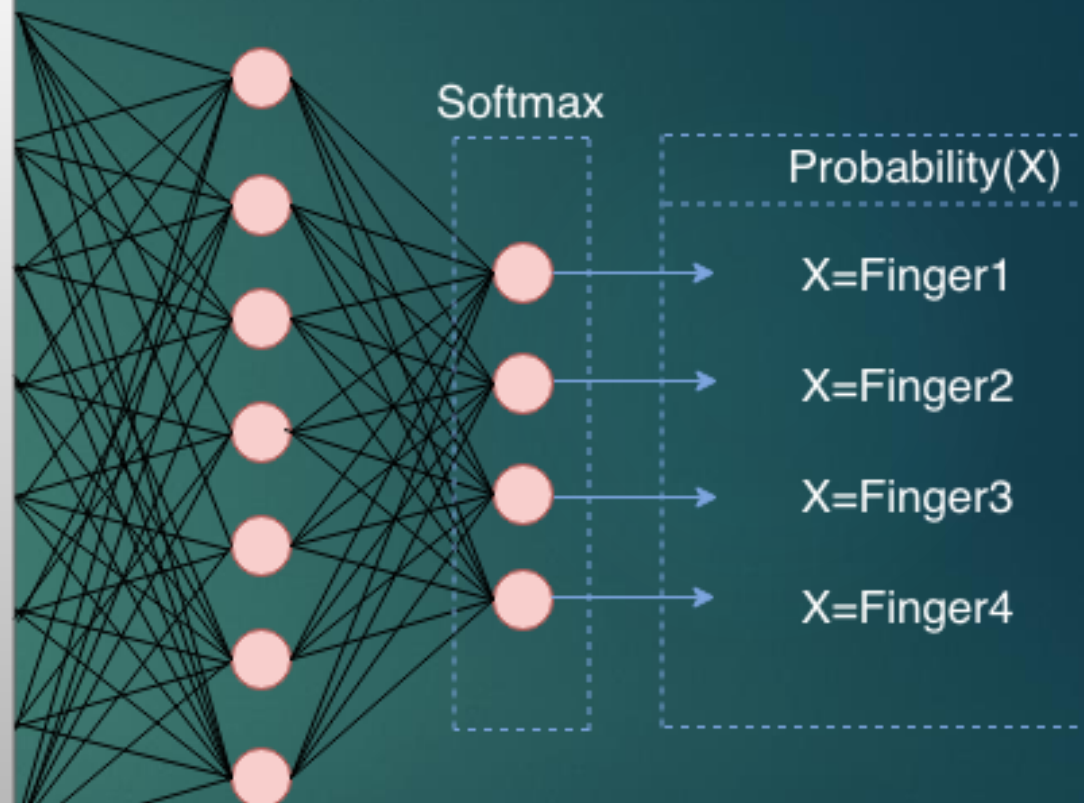 Softmax
Probability(X)
X=Finger1
X=Finger2
X=Finger3
X=Finger4